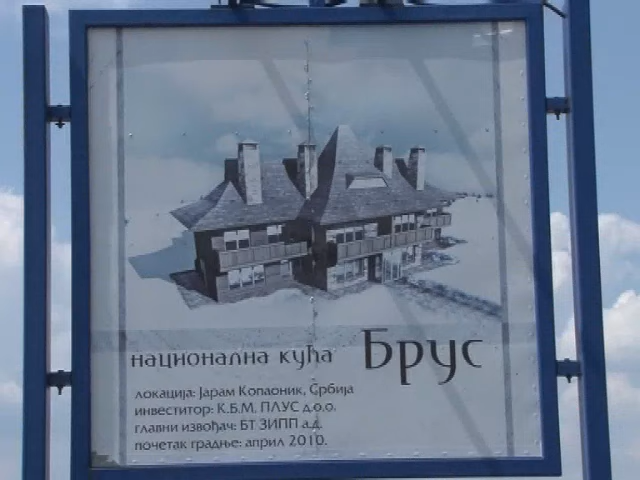 национална кућа Брус
локација: Јарам Копаоник, Србија
инвеститор: К.Б.М. ПЛУС д.о.о.
главни извођач: БТ ЗИПП а.д.
почетак градње: април 2010.